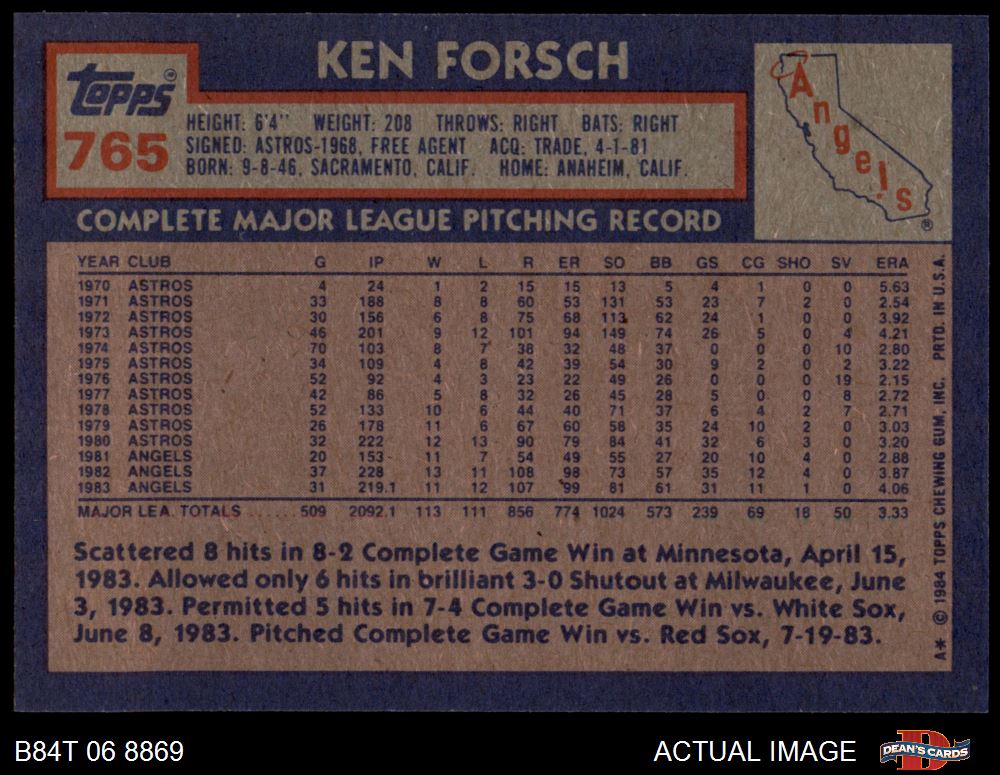 KEN FORSCH
topps
765
HEIGHT: 6'4" WEIGHT: 208 THROWS: RIGHT BATS: RIGHT
SIGNED: ASTROS-1968, FREE AGENT ACQ: TRADE, 4-1-81
BORN: 9-8-46, SACRAMENTO, CALIF. HOME: ANAHEIM, CALIF.
Angels
COMPLETE MAJOR LEAGUE PITCHING RECORD
YEAR CLUB G IP W L R ER SO BB GS CG SHO SV ERA
1970 ASTROS 4 24 1 2 15 15 13 5 4 1 0 0 5.63
1971 ASTROS 33 188 8 8 60 53 131 53 23 7 2 0 2.54
1972 ASTROS 30 156 6 8 75 68 113 62 24 1 0 0 3.92
1973 ASTROS 46 201 9 12 101 94 149 74 26 5 0 4 4.21
1974 ASTROS 70 103 8 7 38 32 48 37 0 0 0 10 2.80
1975 ASTROS 34 109 4 8 42 39 54 30 9 2 0 2 3.22
1976 ASTROS 52 92 4 3 23 22 49 26 0 0 0 19 2.15
1977 ASTROS 42 86 5 8 32 26 45 28 5 0 0 8 2.72
1978 ASTROS 52 133 10 6 44 40 71 37 6 4 2 7 2.71
1979 ASTROS 26 178 11 6 67 60 58 35 24 10 2 0 3.03
1980 ASTROS 32 222 12 13 90 79 84 41 32 6 3 0 3.20
1981 ANGELS 20 153 11 7 54 49 55 27 20 10 4 0 2.88
1982 ANGELS 37 228 13 11 108 98 73 57 35 12 4 0 3.87
1983 ANGELS 31 219.1 11 12 107 99 81 61 31 11 1 0 4.06
MAJOR LEA. TOTALS ...... 509 2092.1 113 111 856 774 1024 573 239 69 18 50 3.33
Scattered 8 hits in 8-2 Complete Game Win at Minnesota, April 15,
1983. Allowed only 6 hits in brilliant 3-0 Shutout at Milwaukee, June
3, 1983. Permitted 5 hits in 7-4 Complete Game Win vs. White Sox,
June 8, 1983. Pitched Complete Game Win vs. Red Sox, 7-19-83.
A* © 1984 TOPPS CHEWING GUM, INC. PRTD. IN U.S.A.
B84T 06 8869
ACTUAL IMAGE
DEAN'S CARDS